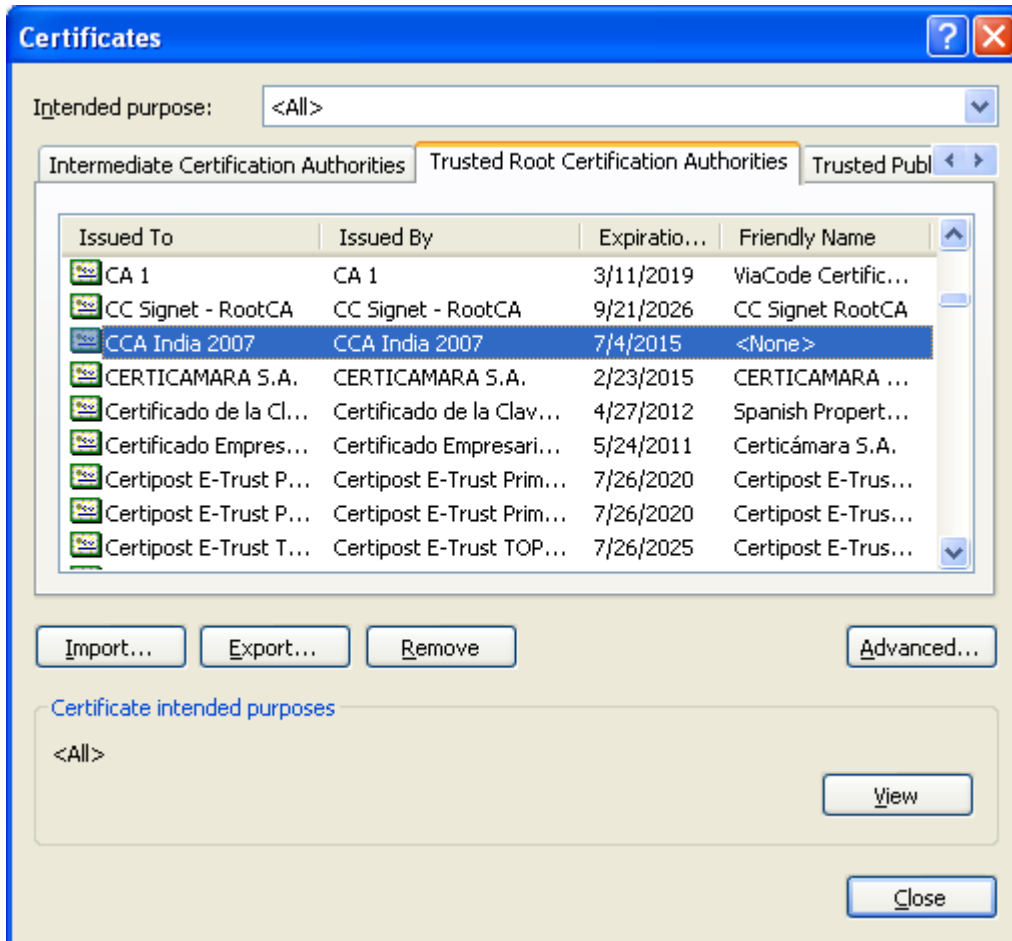 Certificates
Intended purpose: <All>
Intermediate Certification Authorities Trusted Root Certification Authorities Trusted Publ
Issued To Issued By Expiratio... Friendly Name
CA 1 CA 1 3/11/2019 ViaCode Certific...
CC Signet - RootCA CC Signet - RootCA 9/21/2026 CC Signet RootCA
CCA India 2007 CCA India 2007 7/4/2015 <None>
CERTICAMARA S.A. CERTICAMARA S.A. 2/23/2015 CERTICAMARA ...
Certificado de la Cl... Certificado de la Clav... 4/27/2012 Spanish Propert...
Certificado Empres... Certificado Empresari... 5/24/2011 Certicámara S.A.
Certipost E-Trust P... Certipost E-Trust Prim... 7/26/2020 Certipost E-Trus...
Certipost E-Trust P... Certipost E-Trust Prim... 7/26/2020 Certipost E-Trus...
Certipost E-Trust T... Certipost E-Trust TOP... 7/26/2025 Certipost E-Trus...
Import... Export... Remove Advanced...
Certificate intended purposes
<All>
View
Close